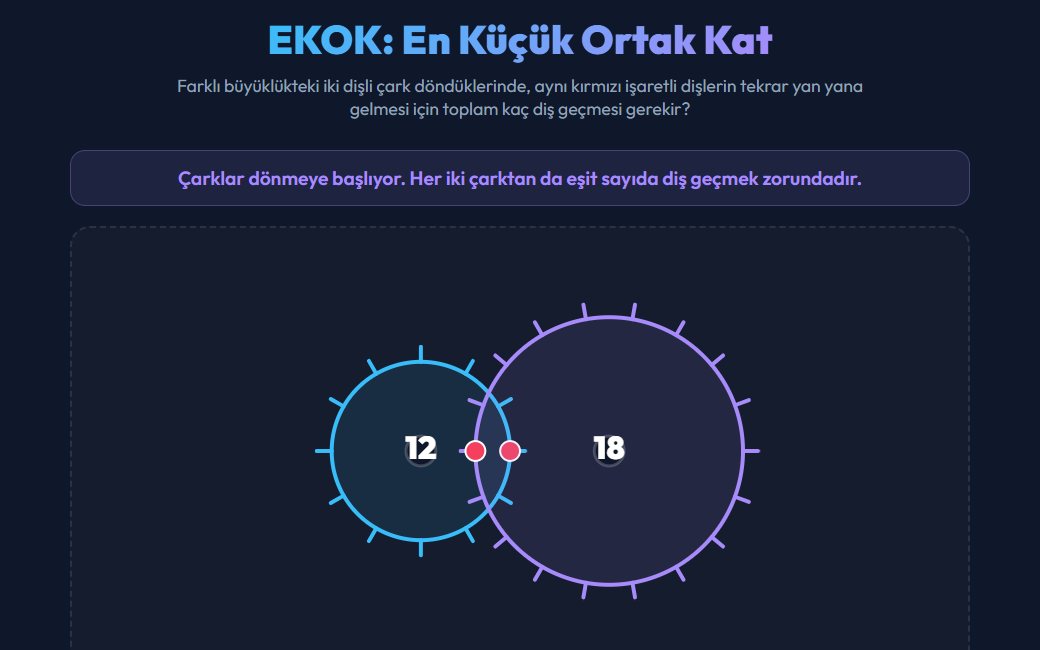 EKOK: En Küçük Ortak Kat
Farklı büyüklükteki iki dişli çark döndüklerinde, aynı kırmızı işaretli dişlerin tekrar yan yana
gelmesi için toplam kaç diş geçmesi gerekir?
Çarklar dönmeye başlıyor. Her iki çarktan da eşit sayıda diş geçmek zorundadır.
12
18